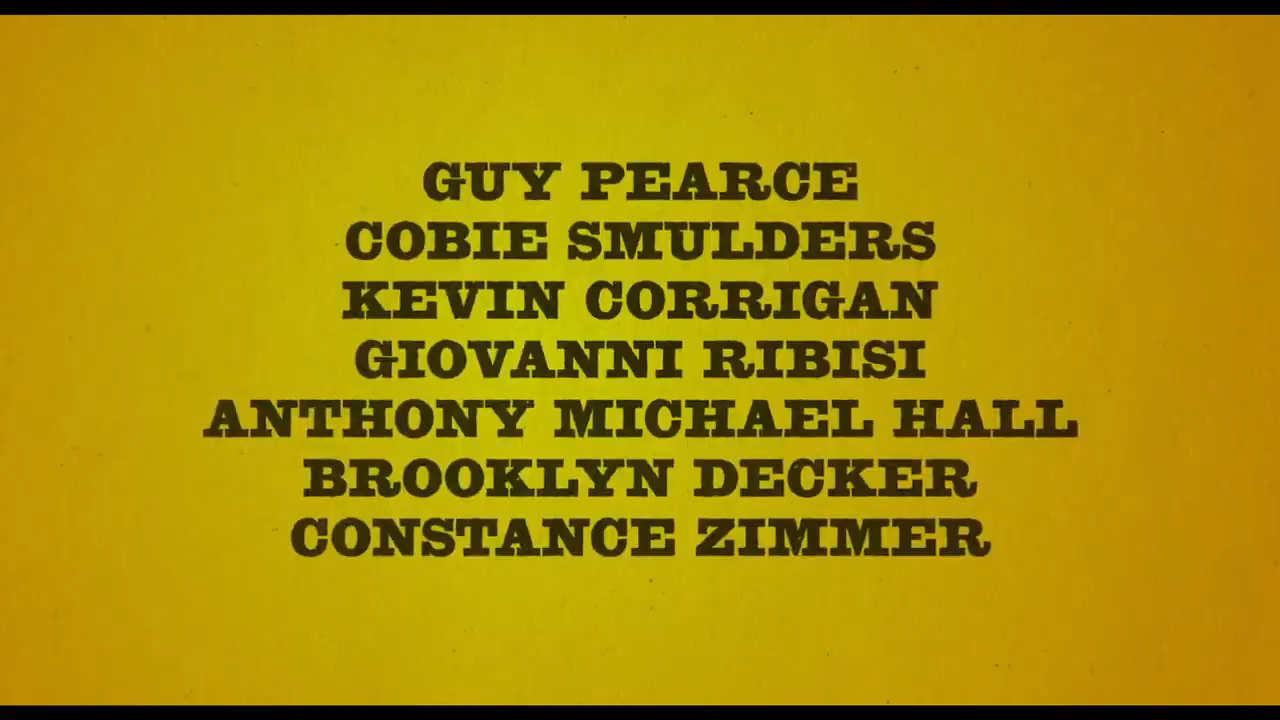 GUY PEARCE
COBIE SMULDERS
KEVIN CORRIGAN
GIOVANNI RIBISI
ANTHONY MICHAEL HALL
BROOKLYN DECKER
CONSTANCE ZIMMER